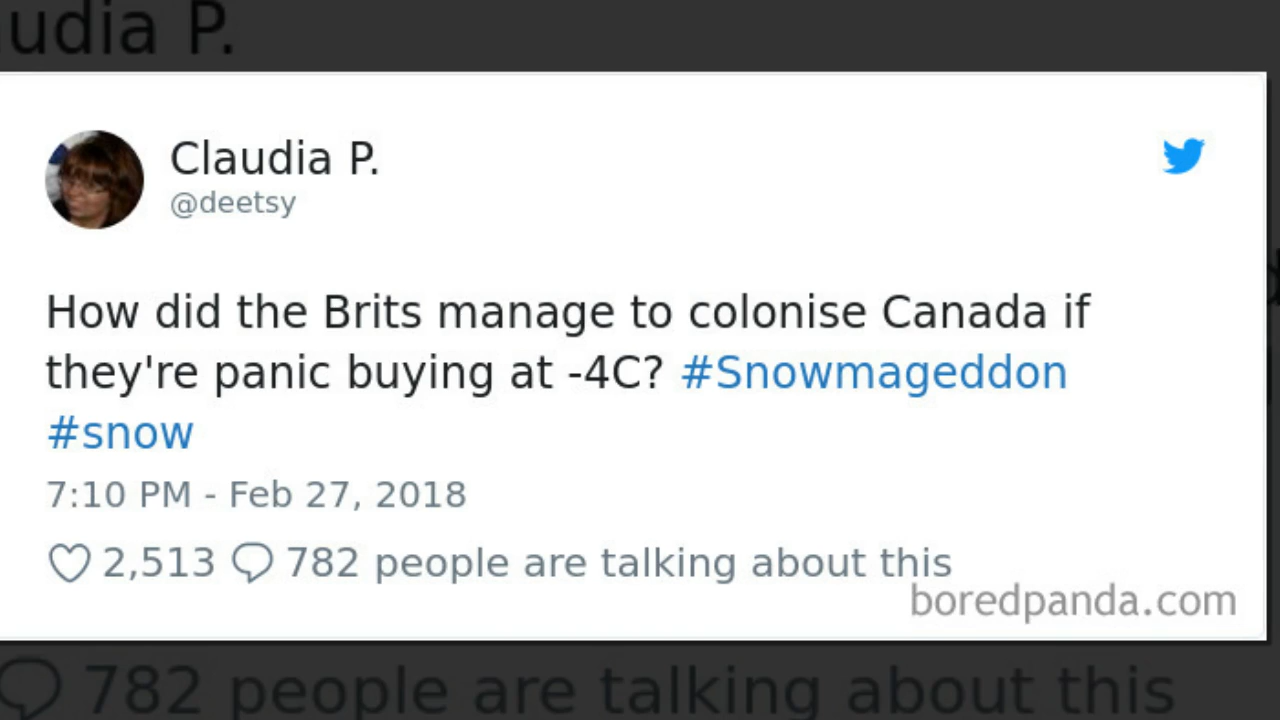 udia P.
Claudia P.
@deetsy
How did the Brits manage to colonise Canada if
they're panic buying at -4C? #Snowmageddon
#snow
7:10 PM - Feb 27, 2018
2,513 782 people are talking about this
boredpanda.com
782 people are talking about this